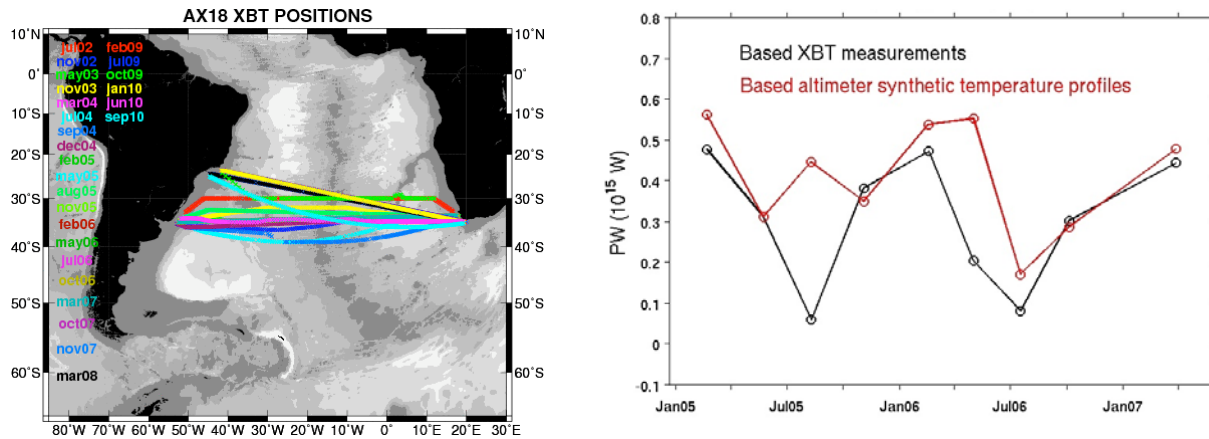 AX18 XBT POSITIONS
10°N
0°
10°S
20°S
30°S
40°S
50°S
60°S
10°N
0°
10°S
20°S
30°S
40°S
50°S
60°S
jul02 feb09
nov02 jul09
may03 oct09
nov03 jan10
mar04 jun10
jul04 sep10
sep04
dec04
feb05
may05
aug05
nov05
feb06
may06
jul06
oct06
mar07
oct07
nov07
mar08
80°W 70°W 60°W 50°W 40°W 30°W 20°W 10°W 0° 10°E 20°E 30°E
0.8
0.7
0.6
0.5
0.4
0.3
0.2
0.1
0
-0.1
PW (10¹⁵ W)
Based XBT measurements
Based altimeter synthetic temperature profiles
Jan05 Jul05 Jan06 Jul06 Jan07